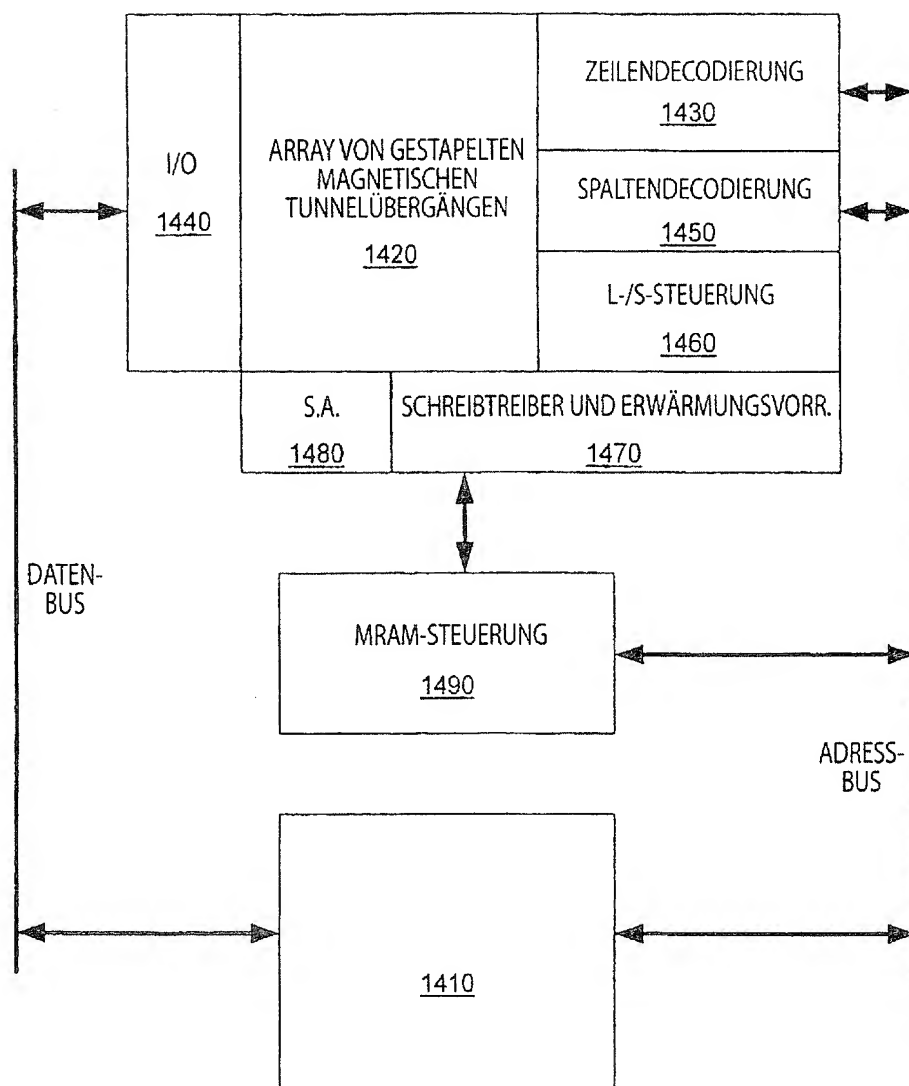 I/O
1440
ARRAY VON GESTAPELTEN
MAGNETISCHEN
TUNNELÜBERGÄNGEN
1420
ZEILENDECODIERUNG
1430
SPALTENDECODIERUNG
1450
L-/S-STEUERUNG
1460
S.A.
1480
SCHREIBTREIBER UND ERWÄRMUNGSVORR.
1470
DATEN-
BUS
MRAM-STEUERUNG
1490
ADRESS-
BUS
1410